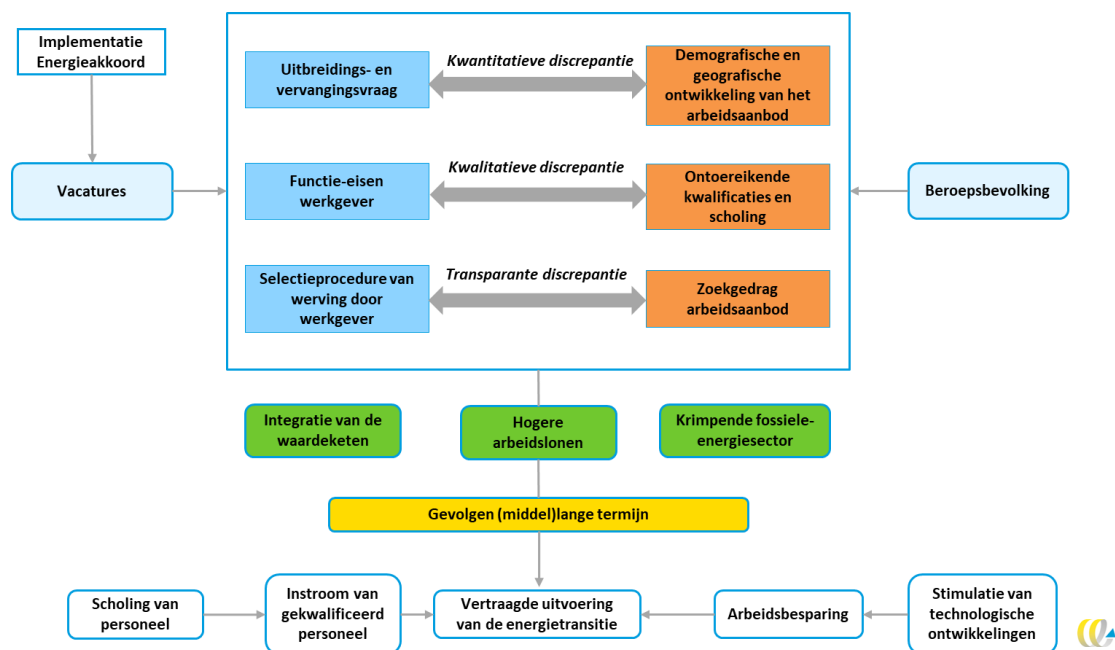 Implementatie
Energieakkoord
Vacatures
Uitbreidings- en
vervangingsvraag
Kwantitatieve discrepantie
Demografische en
geografische
ontwikkeling van het
arbeidsaanbod
Functie-eisen
werkgever
Kwalitatieve discrepantie
Ontoereikende
kwalificaties en
scholing
Selectieprocedure van
werving door
werkgever
Transparante discrepantie
Zoekgedrag
arbeidsaanbod
Beroepsbevolking
Integratie van de
waardeketen
Hogere
arbeidslonen
Krimpende fossiele-
energiesector
Gevolgen (middel)lange termijn
Scholing van
personeel
Instroom van
gekwalificeerd
personeel
Vertraagde uitvoering
van de energietransitie
Arbeidsbesparing
Stimulatie van
technologische
ontwikkelingen